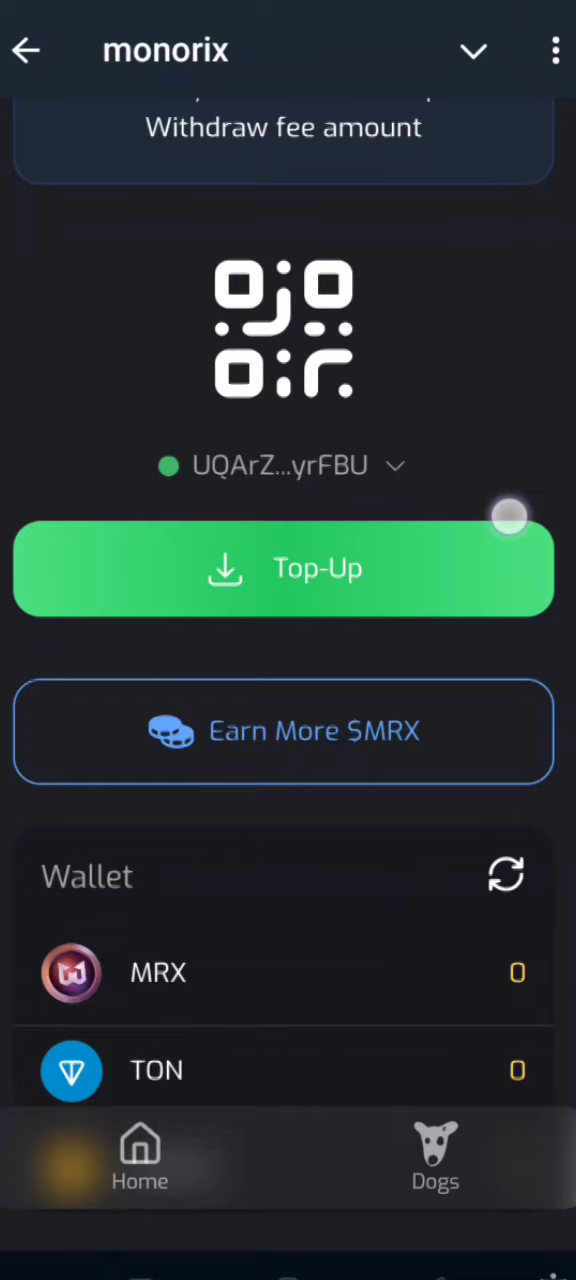 monorix
Withdraw fee amount
UQArZ...yrFBU
Top-Up
Earn More $MRX
Wallet
MRX 0
TON 0
Home Dogs